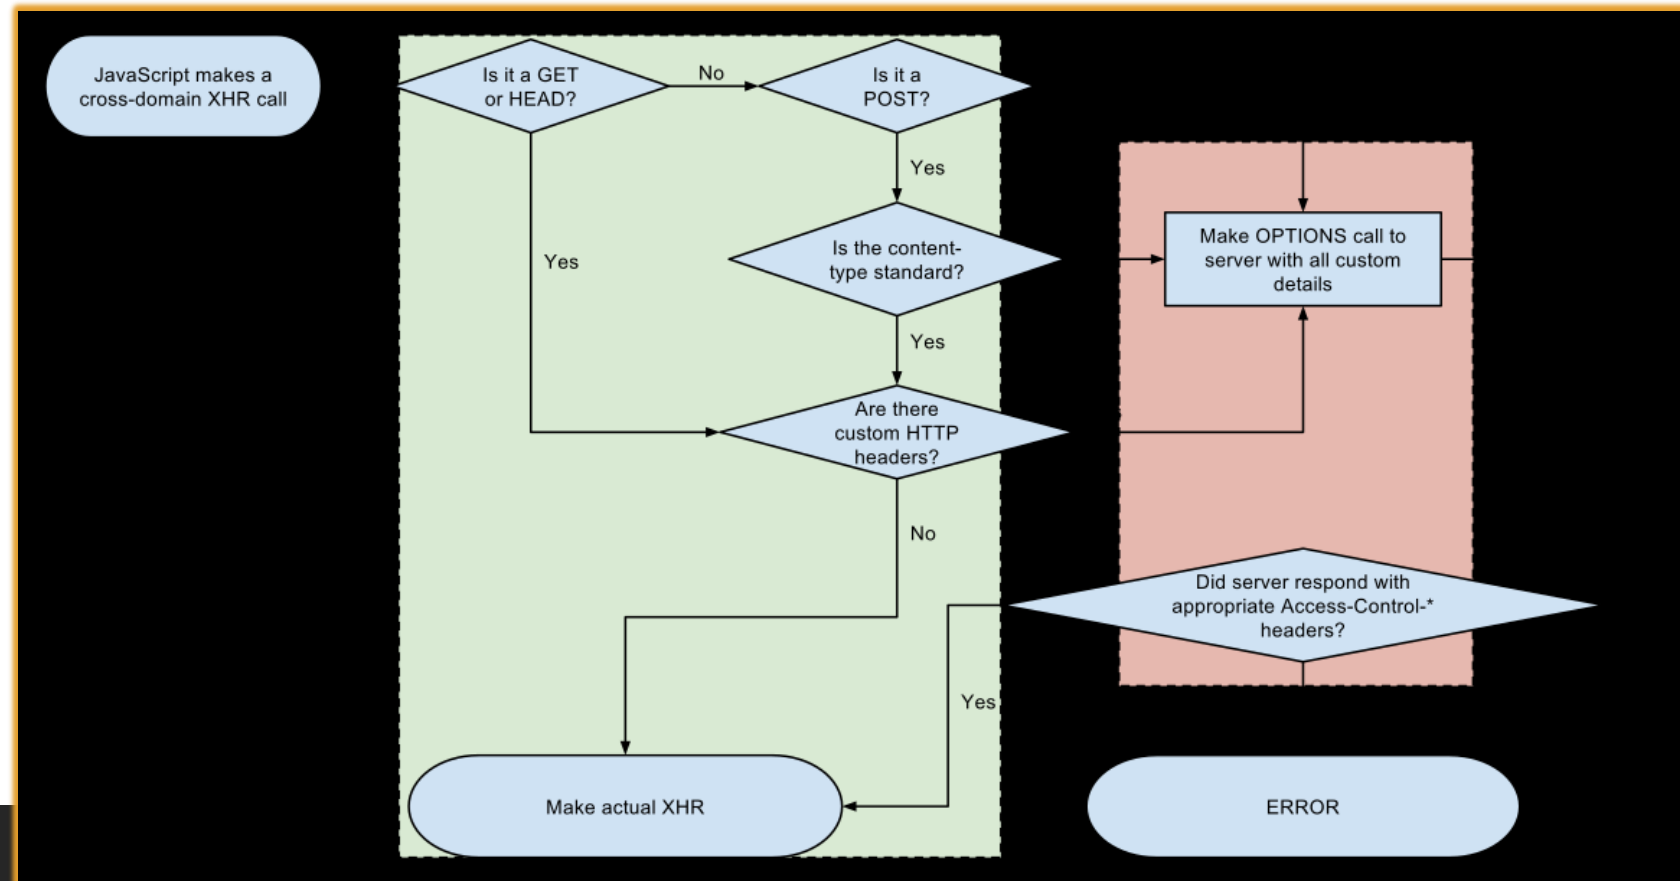 JavaScript makes a
cross-domain XHR call
Is it a GET
or HEAD?
No
Is it a
POST?
Yes
Yes
Is the content-
type standard?
Make OPTIONS call to
server with all custom
details
Yes
Are there
custom HTTP
headers?
No
Did server respond with
appropriate Access-Control-*
headers?
Yes
Make actual XHR
ERROR